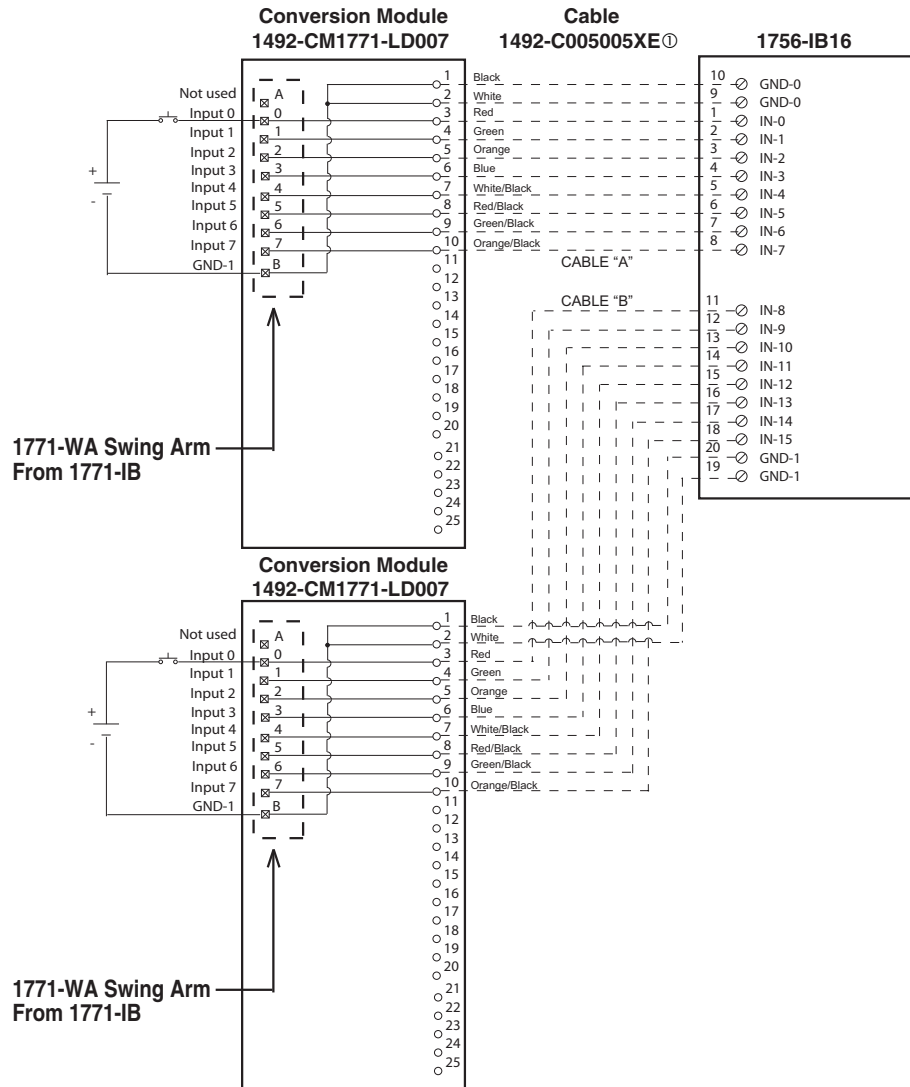 Conversion Module
1492-CM1771-LD007
Cable
1492-C005005XE①
1756-IB16
Not used
Input 0
Input 1
Input 2
Input 3
Input 4
Input 5
Input 6
Input 7
GND-1
A
0
1
2
3
4
5
6
7
B
+
-
1 Black
2 White
3 Red
4 Green
5 Orange
6 Blue
7 White/Black
8 Red/Black
9 Green/Black
10 Orange/Black
11
12
13
14
15
16
17
18
19
20
21
22
23
24
25
CABLE "A"
CABLE "B"
10 GND-0
9 GND-0
1 IN-0
2 IN-1
3 IN-2
4 IN-3
5 IN-4
6 IN-5
7 IN-6
8 IN-7
11 IN-8
12 IN-9
13 IN-10
14 IN-11
15 IN-12
16 IN-13
17 IN-14
18 IN-15
20 GND-1
19 GND-1
1771-WA Swing Arm
From 1771-IB
Conversion Module
1492-CM1771-LD007
Not used
Input 0
Input 1
Input 2
Input 3
Input 4
Input 5
Input 6
Input 7
GND-1
A
0
1
2
3
4
5
6
7
B
+
-
1 Black
2 White
3 Red
4 Green
5 Orange
6 Blue
7 White/Black
8 Red/Black
9 Green/Black
10 Orange/Black
11
12
13
14
15
16
17
18
19
20
21
22
23
24
25
1771-WA Swing Arm
From 1771-IB